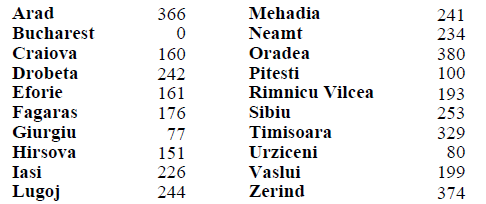 Arad 366 Mehadia 241
Bucharest 0 Neamt 234
Craiova 160 Oradea 380
Drobeta 242 Pitesti 100
Eforie 161 Rimnicu Vilcea 193
Fagaras 176 Sibiu 253
Giurgiu 77 Timisoara 329
Hirsova 151 Urziceni 80
Iasi 226 Vaslui 199
Lugoj 244 Zerind 374